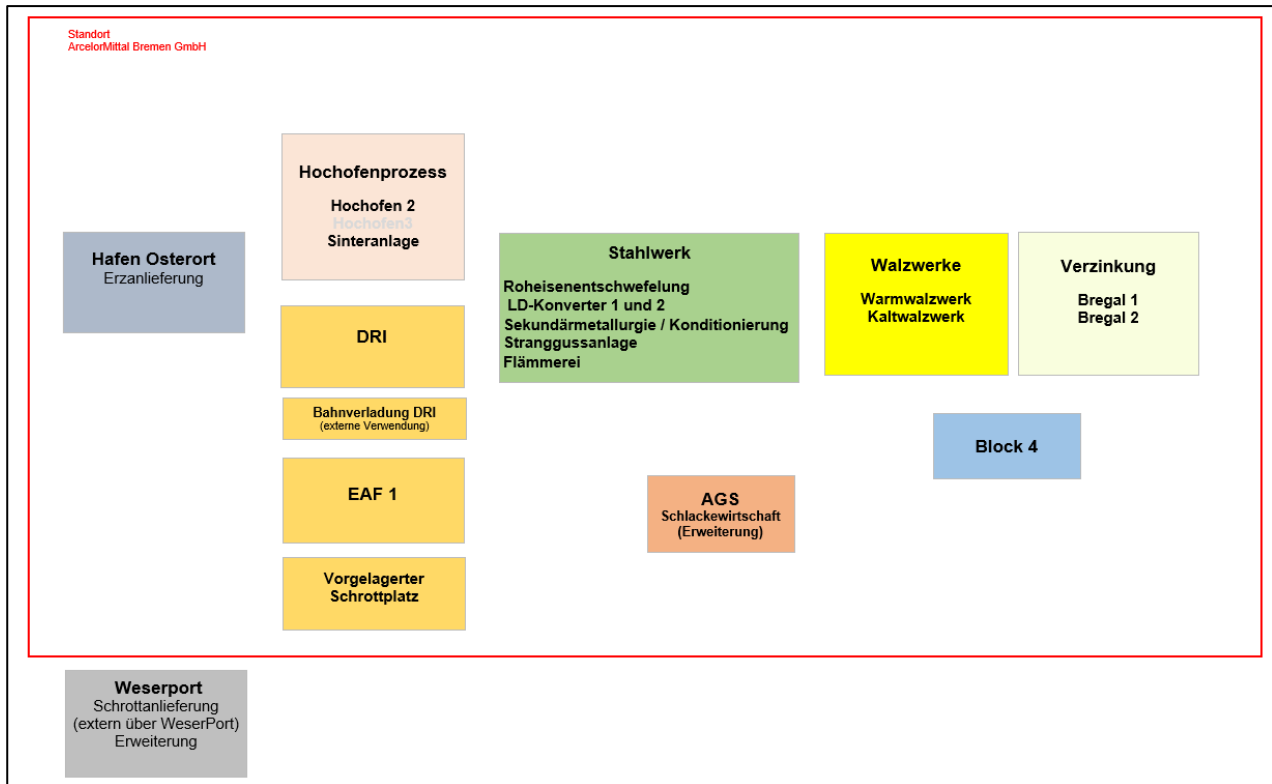 Standort
ArcelorMittal Bremen GmbH
Hochofenprozess
Hochofen 2
Hochofen3
Sinteranlage
Hafen Osterort
Erzanlieferung
DRI
Bahnverladung DRI
(externe Verwendung)
EAF 1
Vorgelagerter
Schrottplatz
Stahlwerk
Roheisenentschwefelung
LD-Konverter 1 und 2
Sekundärmetallurgie / Konditionierung
Stranggussanlage
Flämmerei
Walzwerke
Warmwalzwerk
Kaltwalzwerk
Verzinkung
Bregal 1
Bregal 2
Block 4
AGS
Schlackewirtschaft
(Erweiterung)
Weserport
Schrottanlieferung
(extern über WeserPort)
Erweiterung